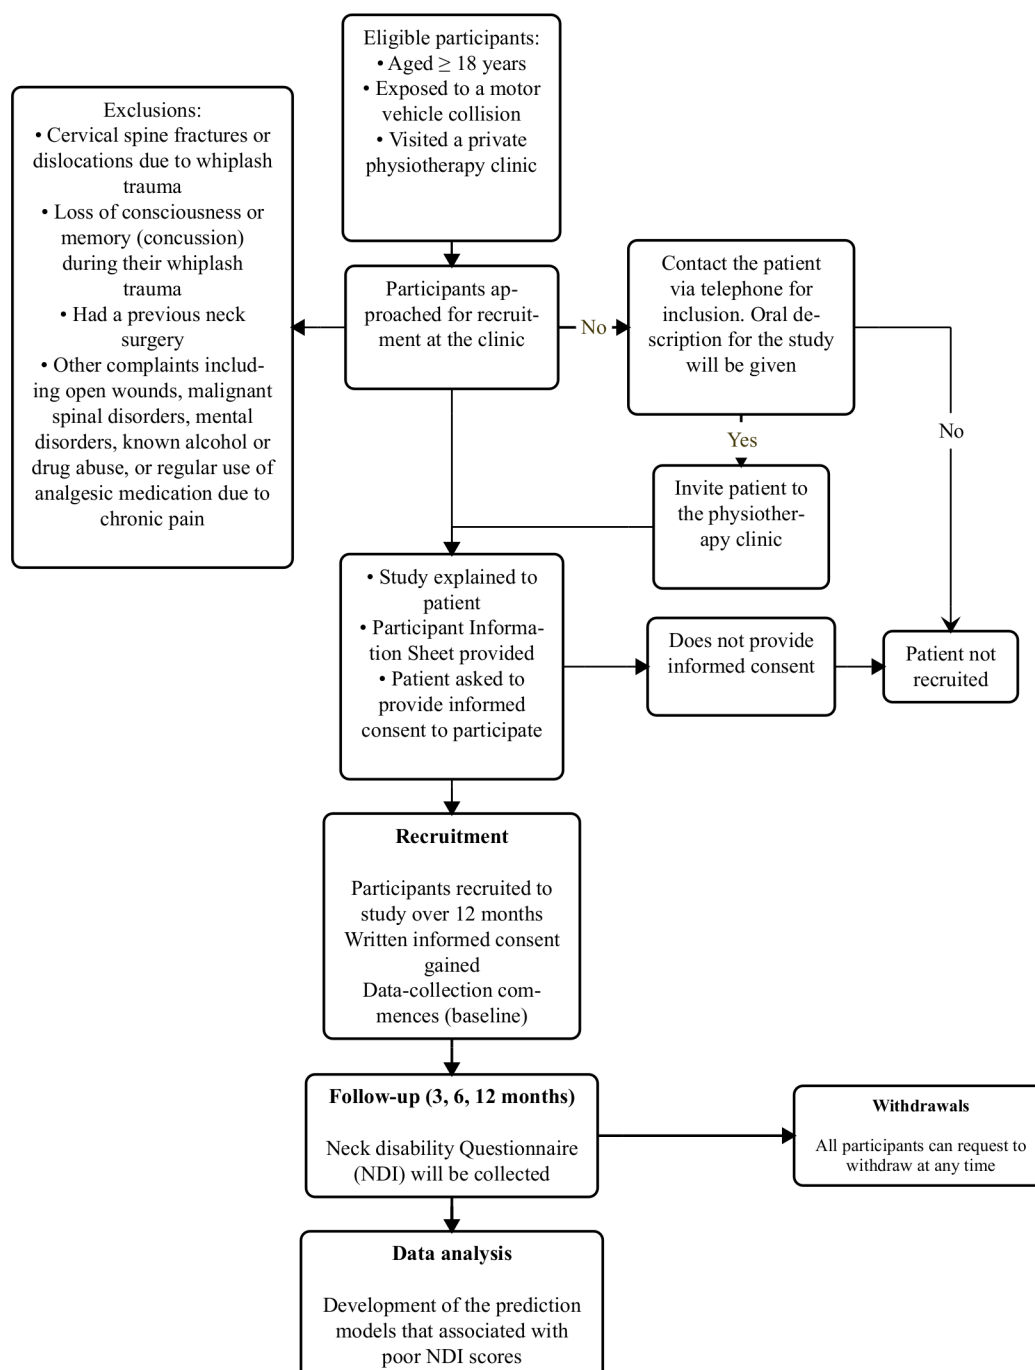 Eligible participants:
• Aged ≥ 18 years
• Exposed to a motor
vehicle collision
• Visited a private
physiotherapy clinic
Exclusions:
• Cervical spine fractures or
dislocations due to whiplash
trauma
• Loss of consciousness or
memory (concussion)
during their whiplash
trauma
• Had a previous neck
surgery
• Other complaints includ-
ing open wounds, malignant
spinal disorders, mental
disorders, known alcohol or
drug abuse, or regular use of
analgesic medication due to
chronic pain
Participants ap-
proached for recruit-
ment at the clinic
No
Contact the patient
via telephone for
inclusion. Oral de-
scription for the study
will be given
No
Yes
Invite patient to
the physiother-
apy clinic
• Study explained to
patient
• Participant Informa-
tion Sheet provided
• Patient asked to
provide informed
consent to participate
Does not provide
informed consent
Patient not
recruited
Recruitment
Participants recruited to
study over 12 months
Written informed consent
gained
Data-collection com-
mences (baseline)
Follow-up (3, 6, 12 months)
Neck disability Questionnaire
(NDI) will be collected
Withdrawals
All participants can request to
withdraw at any time
Data analysis
Development of the prediction
models that associated with
poor NDI scores